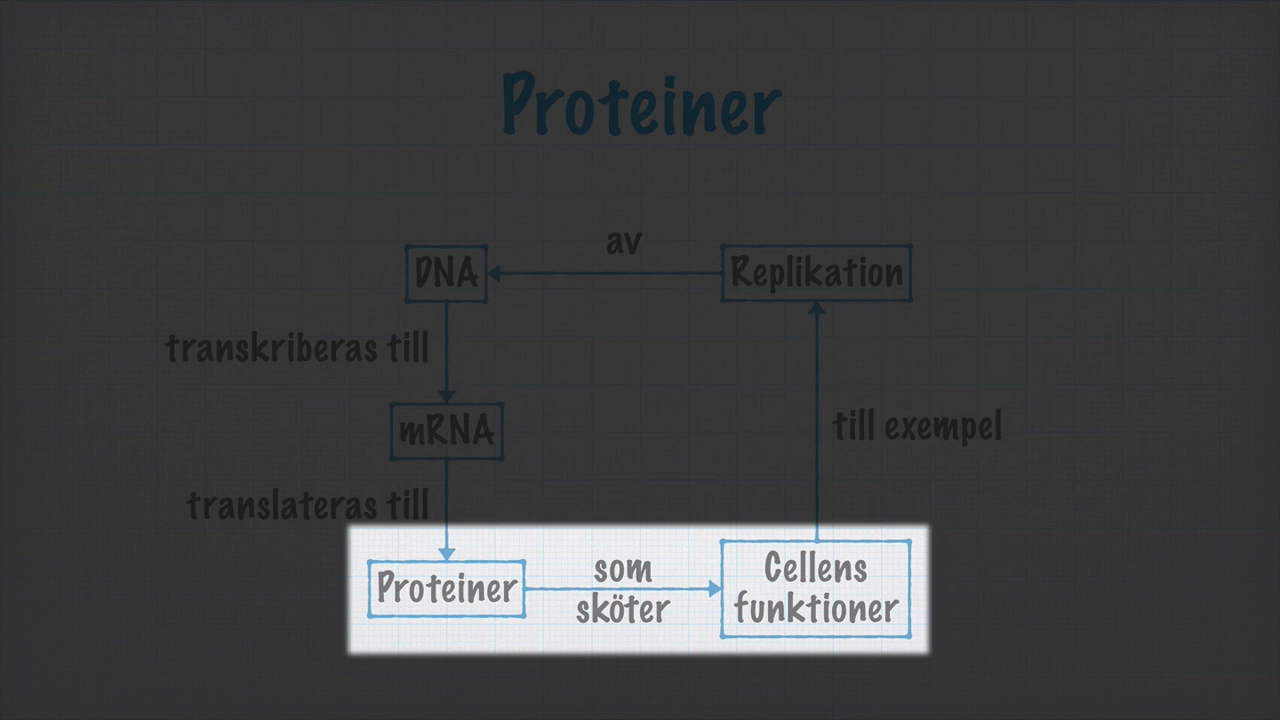 Proteiner
av
DNA
Replikation
transkriberas till
mRNA
till exempel
translateras till
Proteiner
som
sköter
Cellens
funktioner